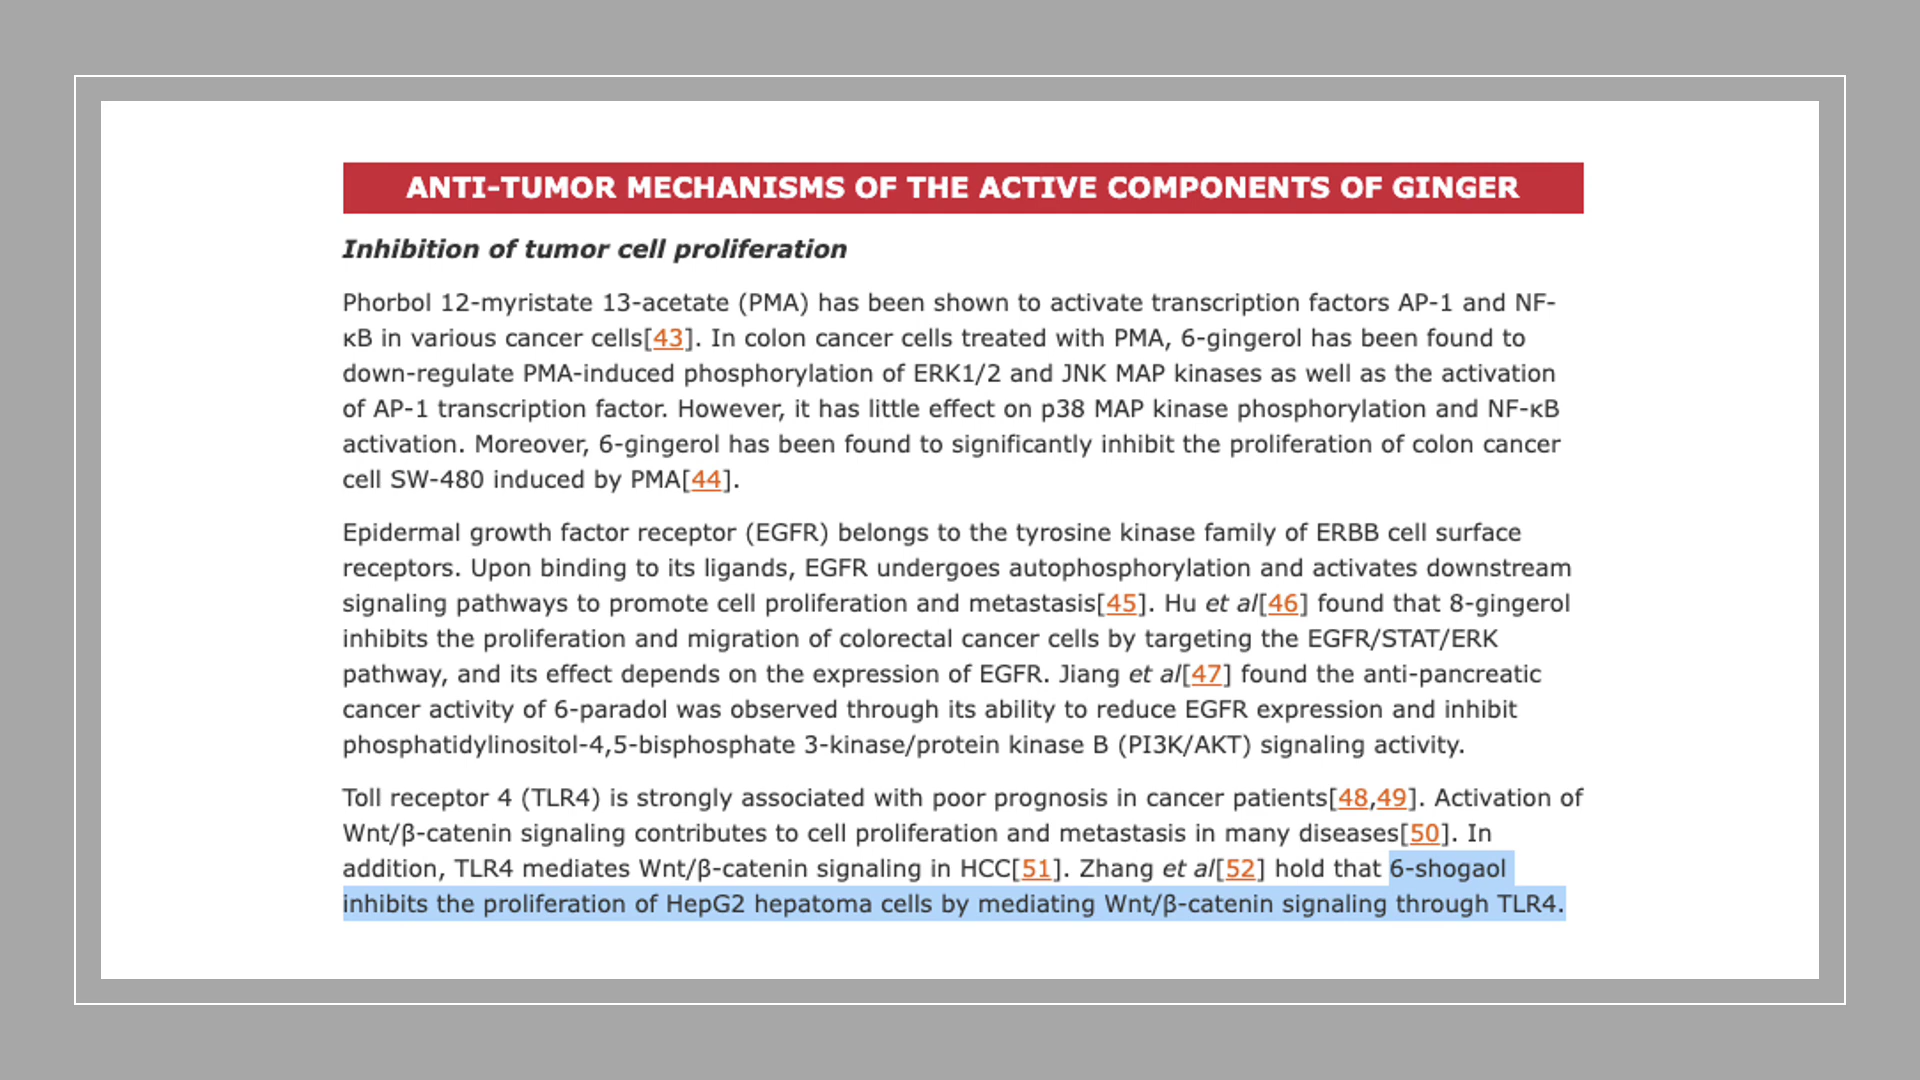 ANTI-TUMOR MECHANISMS OF THE ACTIVE COMPONENTS OF GINGER
Inhibition of tumor cell proliferation
Phorbol 12-myristate 13-acetate (PMA) has been shown to activate transcription factors AP-1 and NF-
κB in various cancer cells[43]. In colon cancer cells treated with PMA, 6-gingerol has been found to
down-regulate PMA-induced phosphorylation of ERK1/2 and JNK MAP kinases as well as the activation
of AP-1 transcription factor. However, it has little effect on p38 MAP kinase phosphorylation and NF-κB
activation. Moreover, 6-gingerol has been found to significantly inhibit the proliferation of colon cancer
cell SW-480 induced by PMA[44].
Epidermal growth factor receptor (EGFR) belongs to the tyrosine kinase family of ERBB cell surface
receptors. Upon binding to its ligands, EGFR undergoes autophosphorylation and activates downstream
signaling pathways to promote cell proliferation and metastasis[45]. Hu et al[46] found that 8-gingerol
inhibits the proliferation and migration of colorectal cancer cells by targeting the EGFR/STAT/ERK
pathway, and its effect depends on the expression of EGFR. Jiang et al[47] found the anti-pancreatic
cancer activity of 6-paradol was observed through its ability to reduce EGFR expression and inhibit
phosphatidylinositol-4,5-bisphosphate 3-kinase/protein kinase B (PI3K/AKT) signaling activity.
Toll receptor 4 (TLR4) is strongly associated with poor prognosis in cancer patients[48,49]. Activation of
Wnt/β-catenin signaling contributes to cell proliferation and metastasis in many diseases[50]. In
addition, TLR4 mediates Wnt/β-catenin signaling in HCC[51]. Zhang et al[52] hold that 6-shogaol
inhibits the proliferation of HepG2 hepatoma cells by mediating Wnt/β-catenin signaling through TLR4.